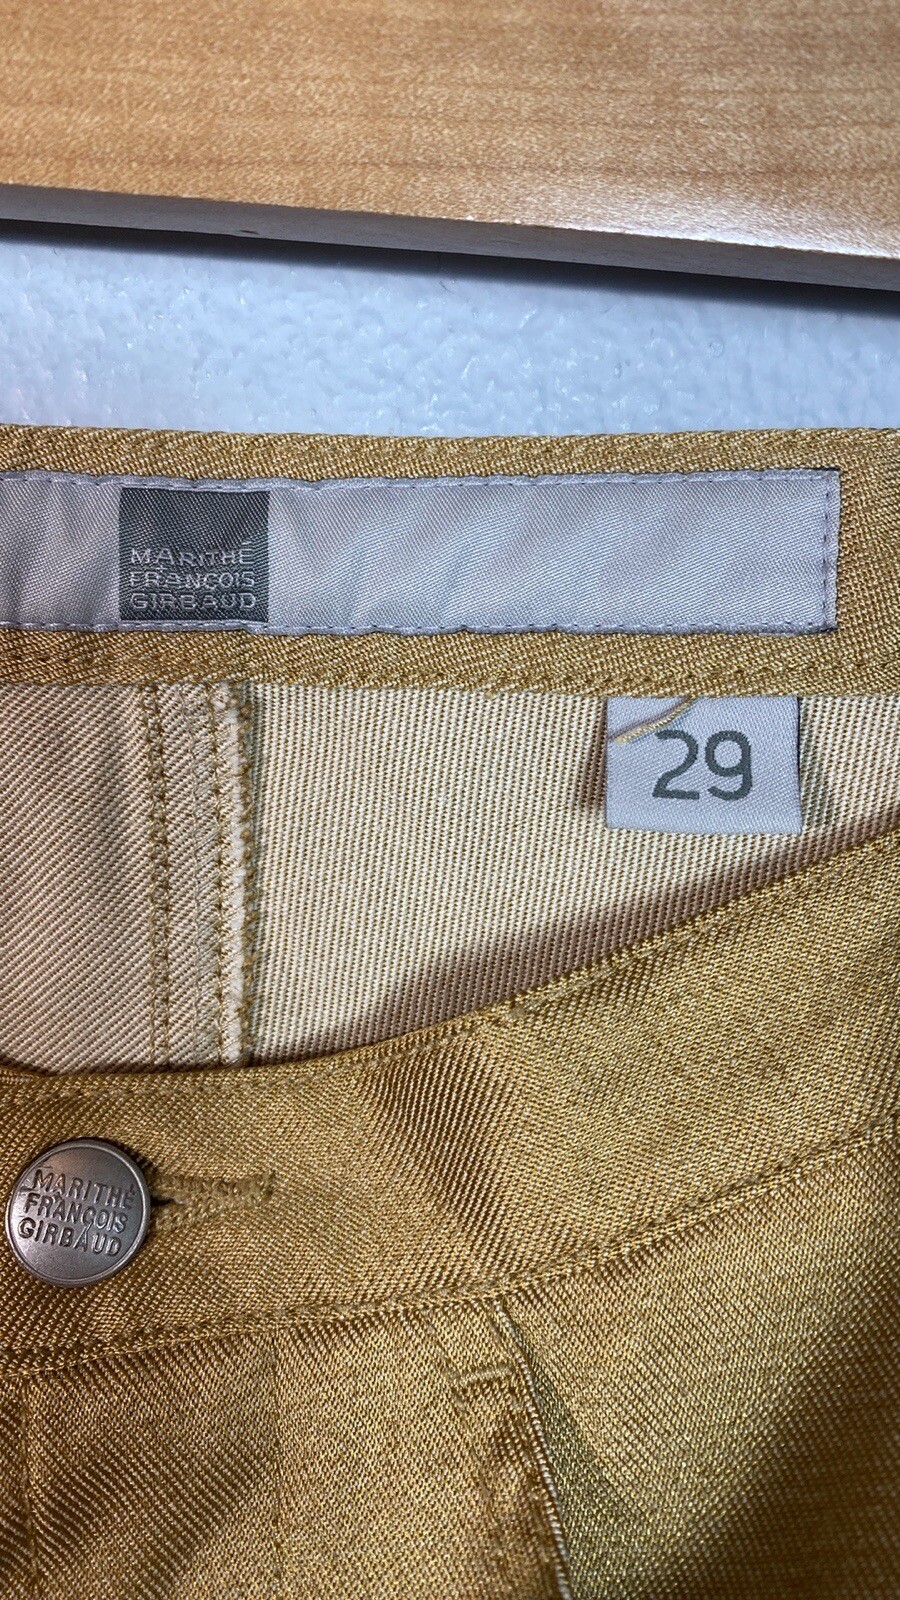 MARITHÉ
FRANÇOIS
GIRBAUD
29
MARITHÉ
FRANÇOIS
GIRBAUD